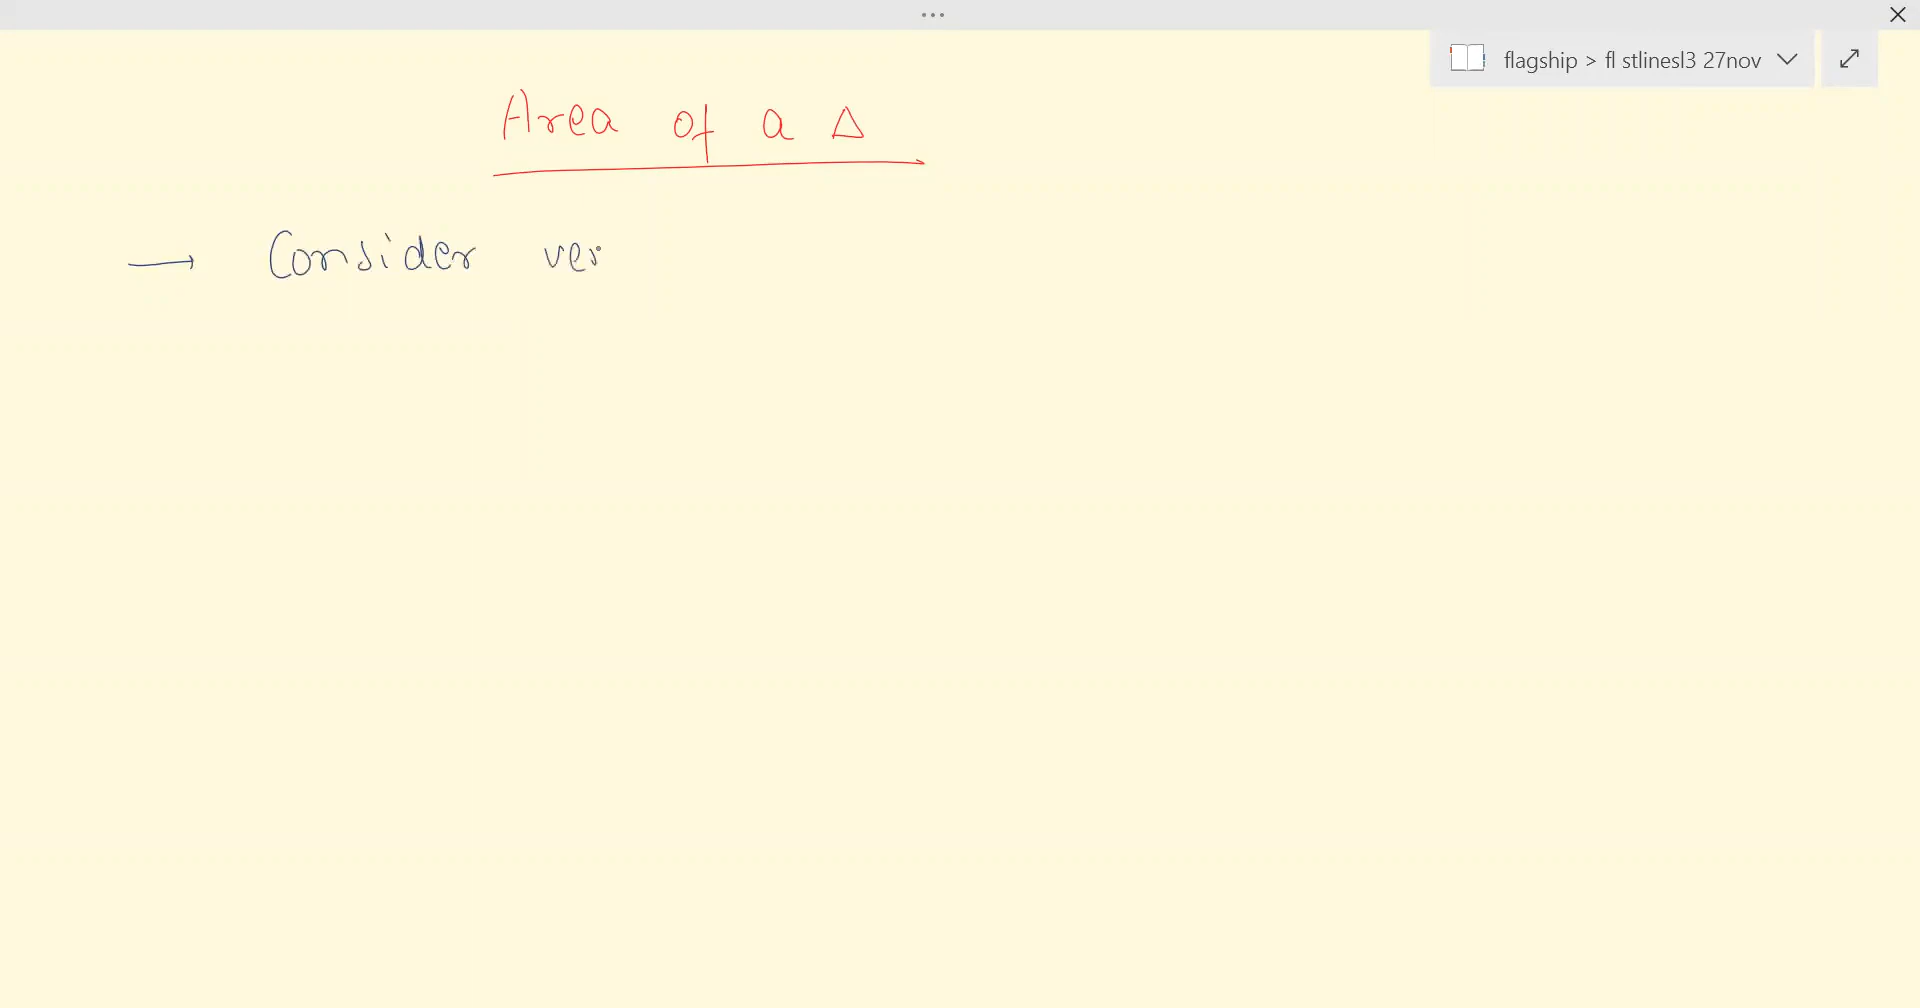 flagship > fl stlinesl3 27nov
Area of a Δ
→ Consider ver